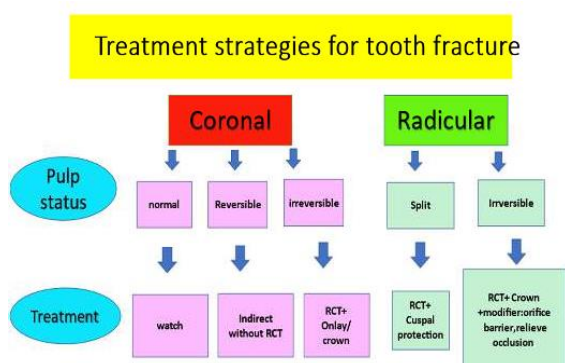 Treatment strategies for tooth fracture
Coronal
Radicular
Pulp
status
normal
Reversible
irreversible
Split
Irrversible
Treatment
watch
Indirect
without RCT
RCT+
Onlay/
crown
RCT+
Cuspal
protection
RCT+ Crown
+modifier:orifice
barrier,relieve
occlusion